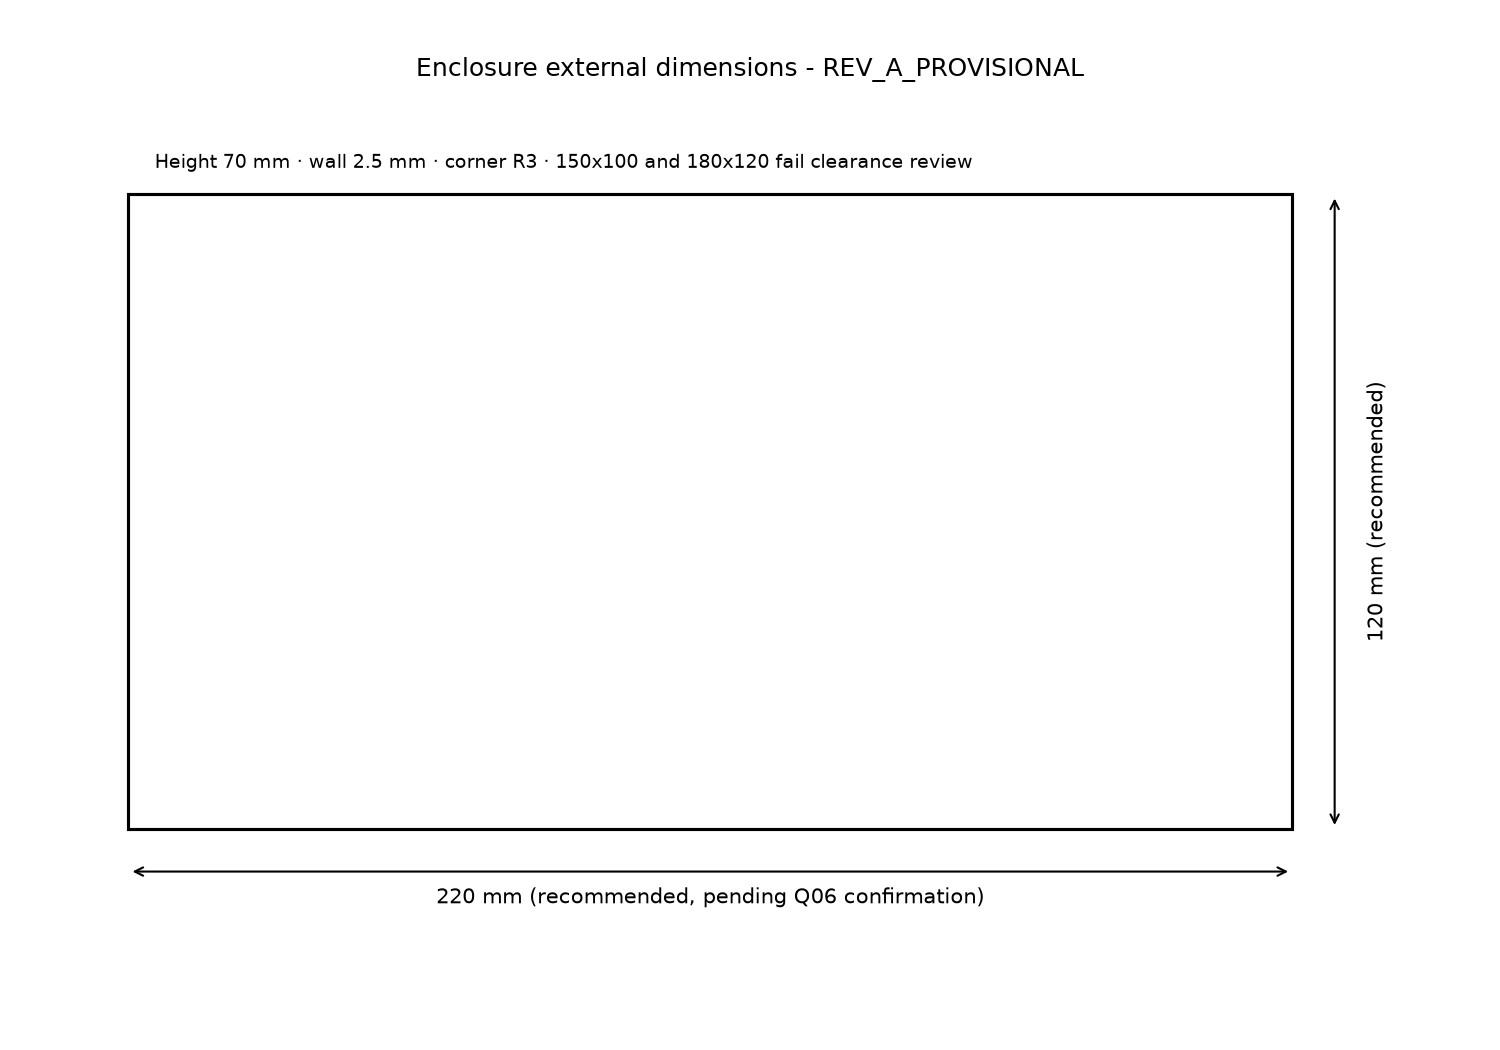 Enclosure external dimensions - REV_A_PROVISIONAL
Height 70 mm · wall 2.5 mm · corner R3 · 150x100 and 180x120 fail clearance review
120 mm (recommended)
220 mm (recommended, pending Q06 confirmation)